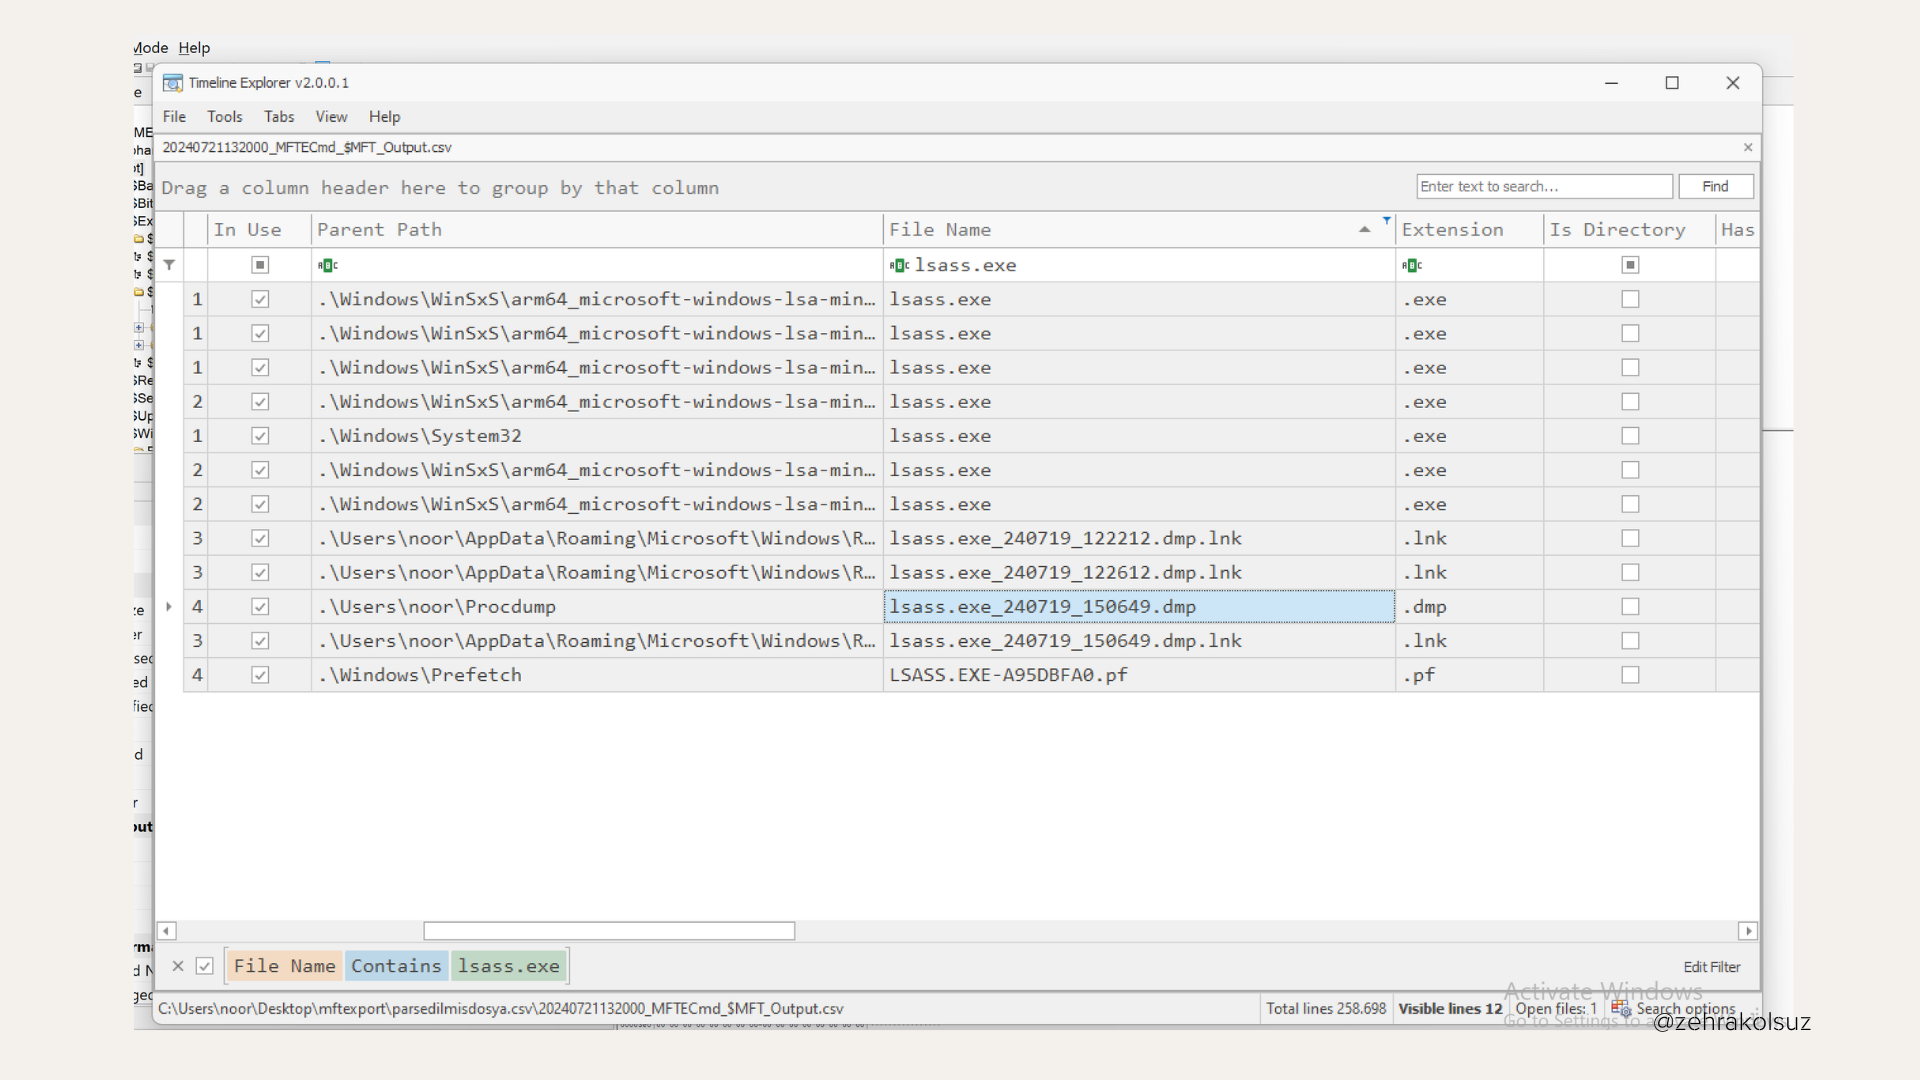 Mode Help
Timeline Explorer v2.0.0.1
File Tools Tabs View Help
20240721132000_MFTECmd_$MFT_Output.csv
Drag a column header here to group by that column
Enter text to search...
Find
In Use Parent Path File Name Extension Is Directory Has
lsass.exe
1 .\Windows\WinSxS\arm64_microsoft-windows-lsa-min… lsass.exe .exe
1 .\Windows\WinSxS\arm64_microsoft-windows-lsa-min… lsass.exe .exe
1 .\Windows\WinSxS\arm64_microsoft-windows-lsa-min… lsass.exe .exe
2 .\Windows\WinSxS\arm64_microsoft-windows-lsa-min… lsass.exe .exe
1 .\Windows\System32 lsass.exe .exe
2 .\Windows\WinSxS\arm64_microsoft-windows-lsa-min… lsass.exe .exe
2 .\Windows\WinSxS\arm64_microsoft-windows-lsa-min… lsass.exe .exe
3 .\Users\noor\AppData\Roaming\Microsoft\Windows\R… lsass.exe_240719_122212.dmp.lnk .lnk
3 .\Users\noor\AppData\Roaming\Microsoft\Windows\R… lsass.exe_240719_122612.dmp.lnk .lnk
4 .\Users\noor\Procdump lsass.exe_240719_150649.dmp .dmp
3 .\Users\noor\AppData\Roaming\Microsoft\Windows\R… lsass.exe_240719_150649.dmp.lnk .lnk
4 .\Windows\Prefetch LSASS.EXE-A95DBFA0.pf .pf
File Name Contains lsass.exe
Edit Filter
Activate Windows
C:\Users\noor\Desktop\mftexport\parsedilmisdosya.csv\20240721132000_MFTECmd_$MFT_Output.csv
Total lines 258.698 Visible lines 12 Open files: 1 Search options
Go to Settings to a
@zehrakolsuz